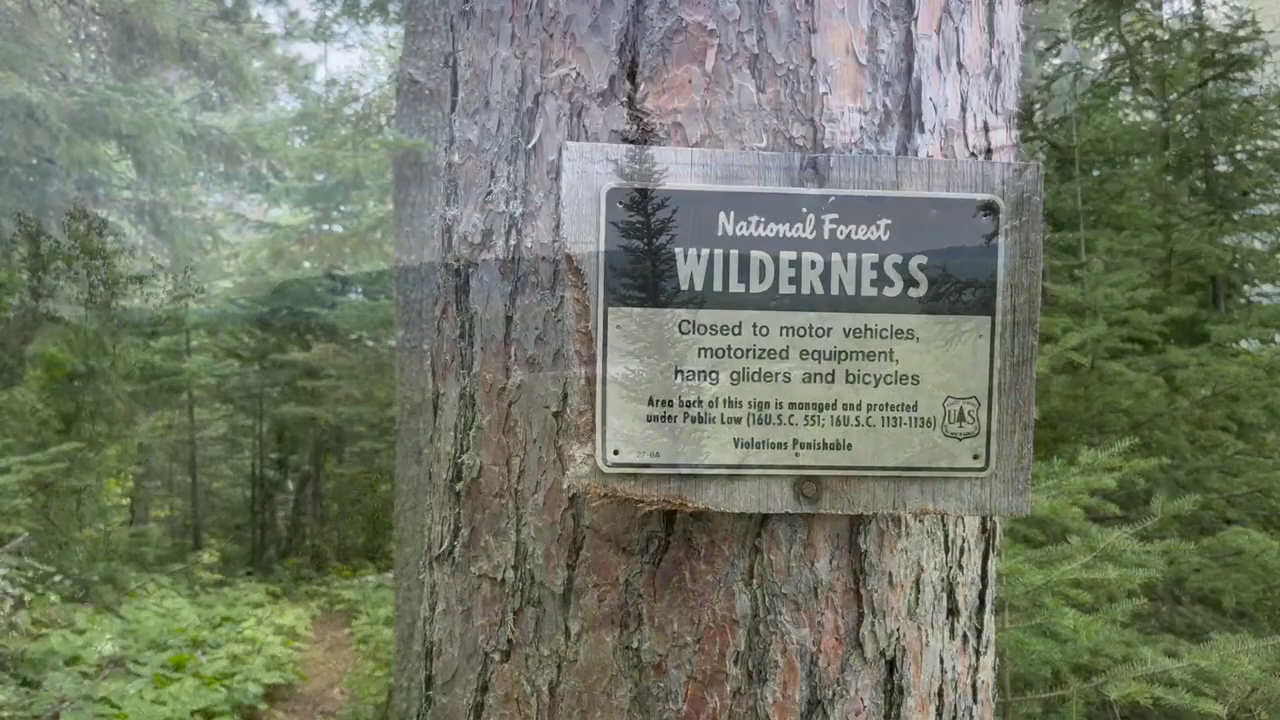 National Forest
WILDERNESS
Closed to motor vehicles,
motorized equipment,
hang gliders and bicycles
Area back of this sign is managed and protected
under Public Law (16U.S.C. 551; 16U.S.C. 1131-1136)
UAS
Violations Punishable
27-6A